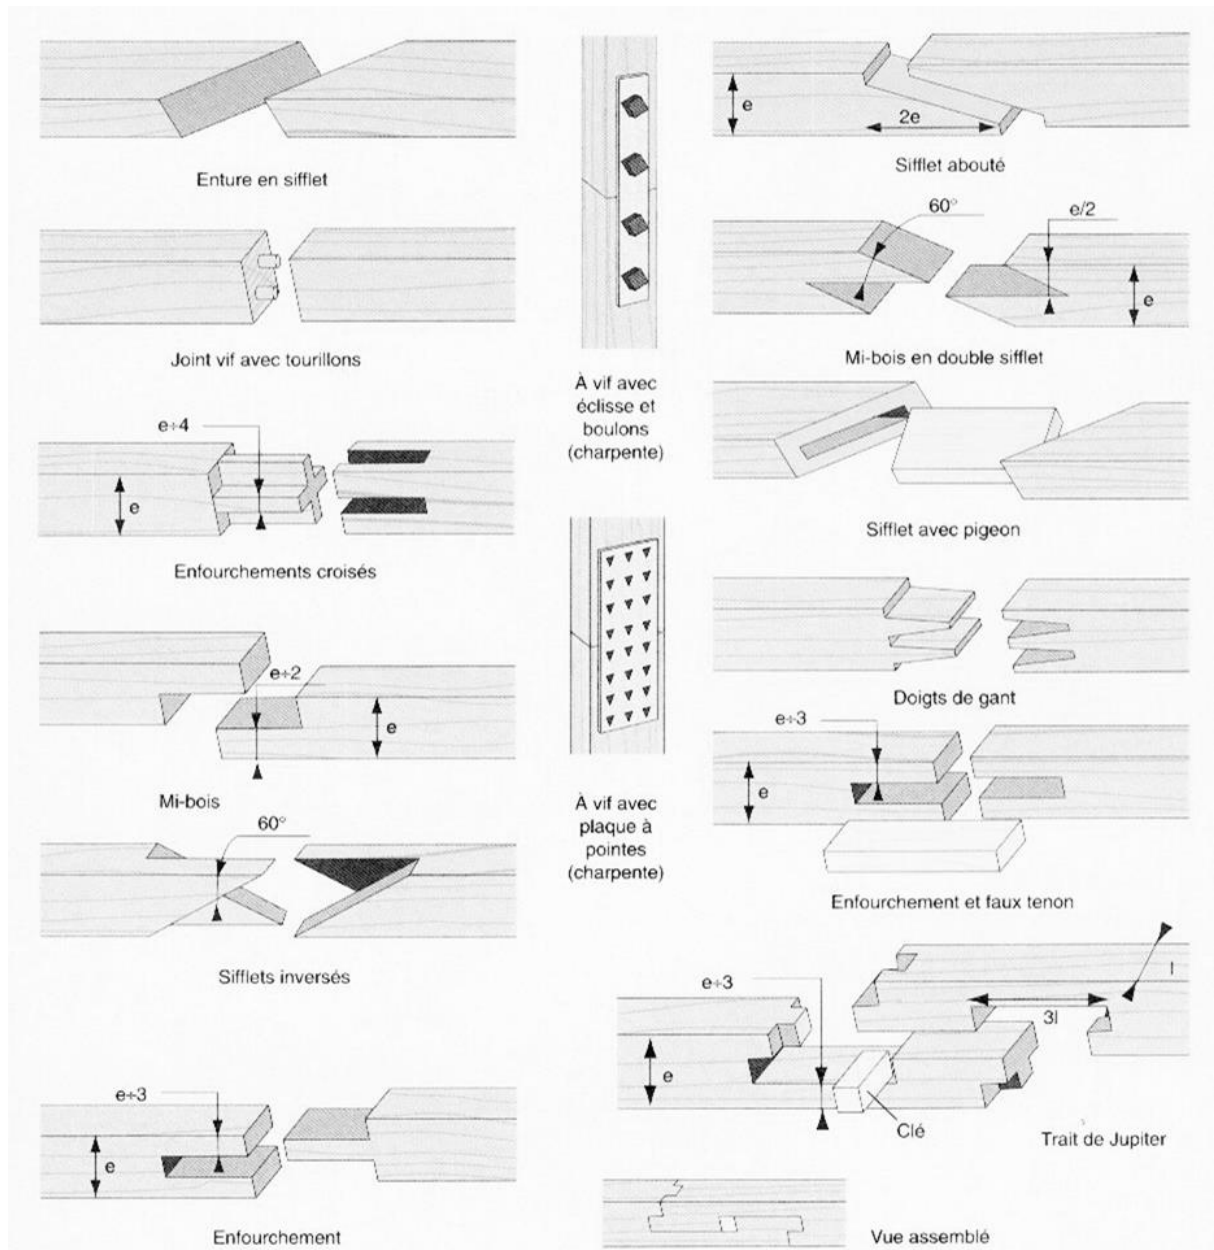 Enture en sifflet
Joint vif avec tourillons
e÷4
e
Enfourchements croisés
e÷2
e
Mi-bois
60°
Sifflets inversés
e÷3
e
Enfourchement
À vif avec
éclisse et
boulons
(charpente)
À vif avec
plaque à
pointes
(charpente)
e
2e
Sifflet abouté
60°
e/2
e
Mi-bois en double sifflet
Sifflet avec pigeon
Doigts de gant
e÷3
e
Enfourchement et faux tenon
e÷3
l
3l
e
Clé
Trait de Jupiter
Vue assemblé